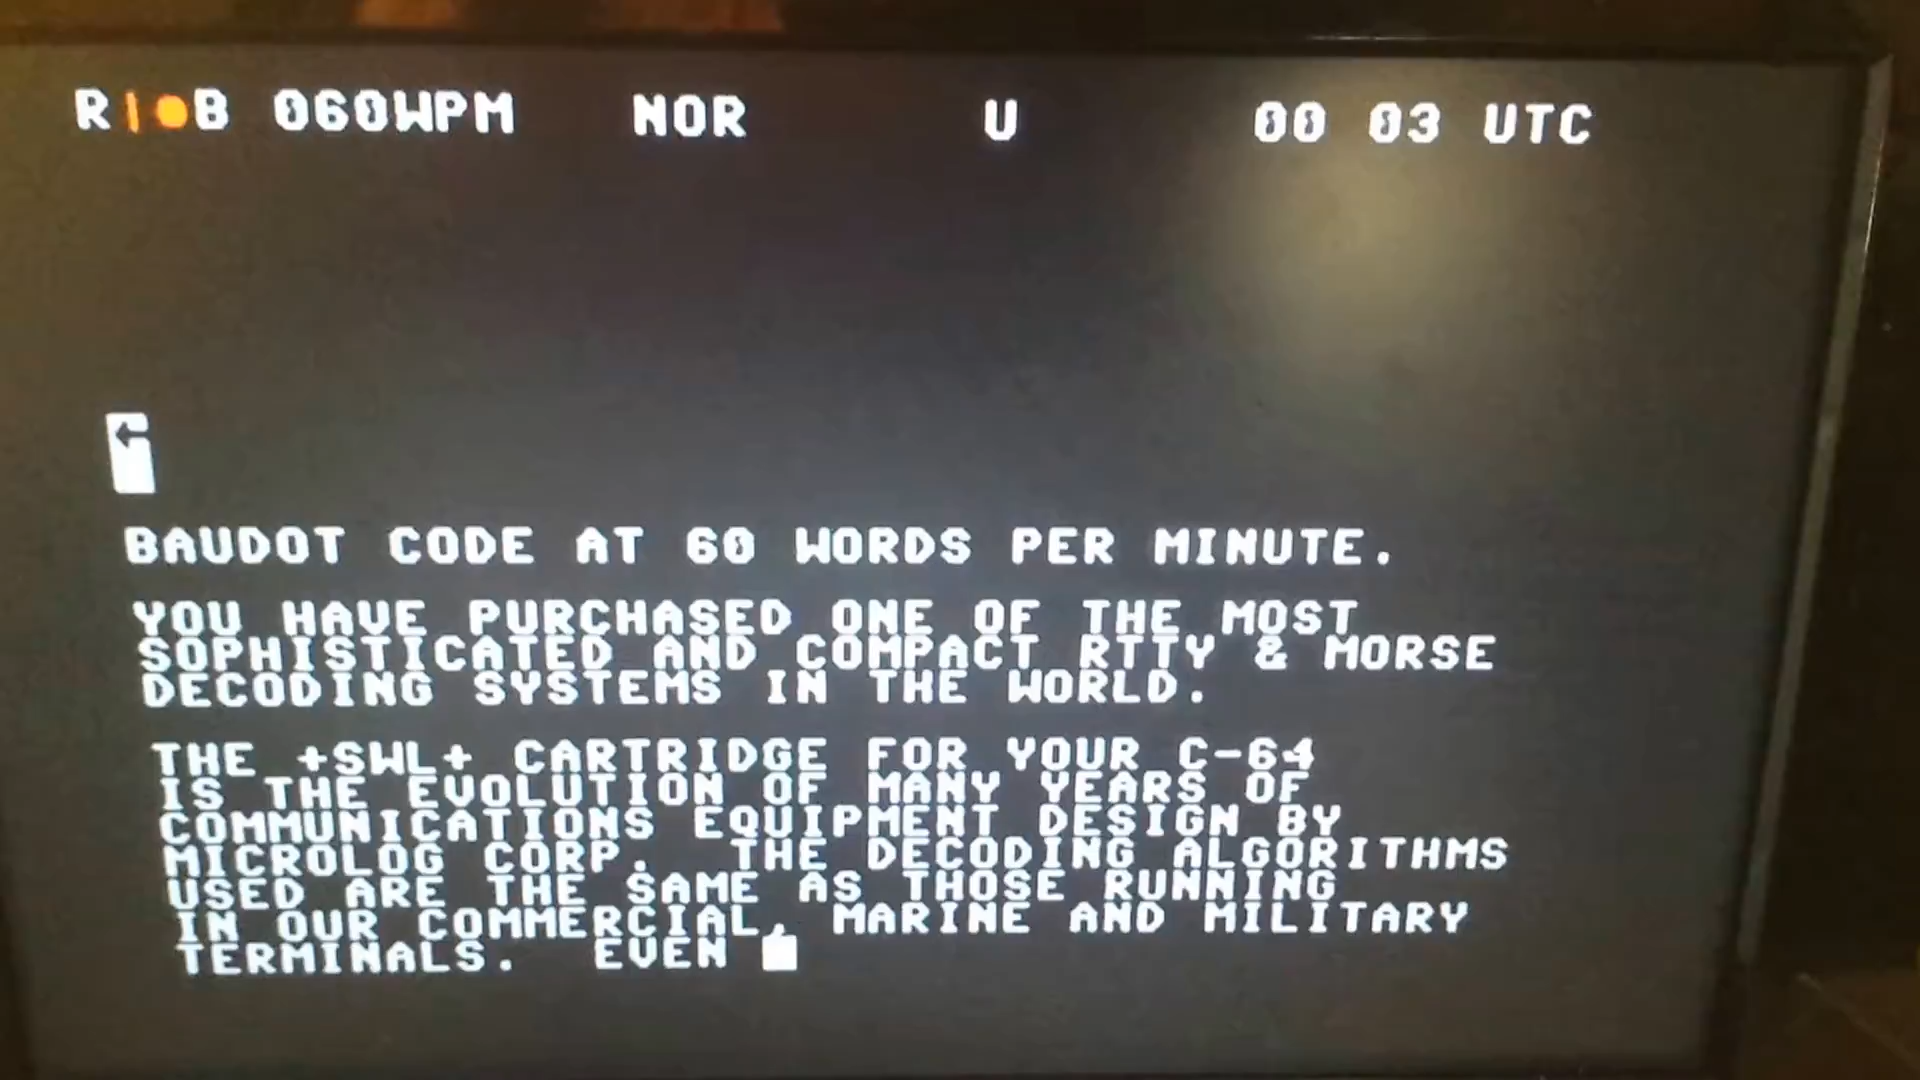 R B 060WPM NOR U 00 03 UTC
←
BAUDOT CODE AT 60 WORDS PER MINUTE.
YOU HAVE PURCHASED ONE OF THE MOST
SOPHISTICATED AND COMPACT RTTY & MORSE
DECODING SYSTEMS IN THE WORLD.
THE +SWL+ CARTRIDGE FOR YOUR C-64
IS THE EVOLUTION OF MANY YEARS OF
COMMUNICATIONS EQUIPMENT DESIGN BY
MICROLOG CORP. THE DECODING ALGORITHMS
USED ARE THE SAME AS THOSE RUNNING
IN OUR COMMERCIAL, MARINE AND MILITARY
TERMINALS. EVEN